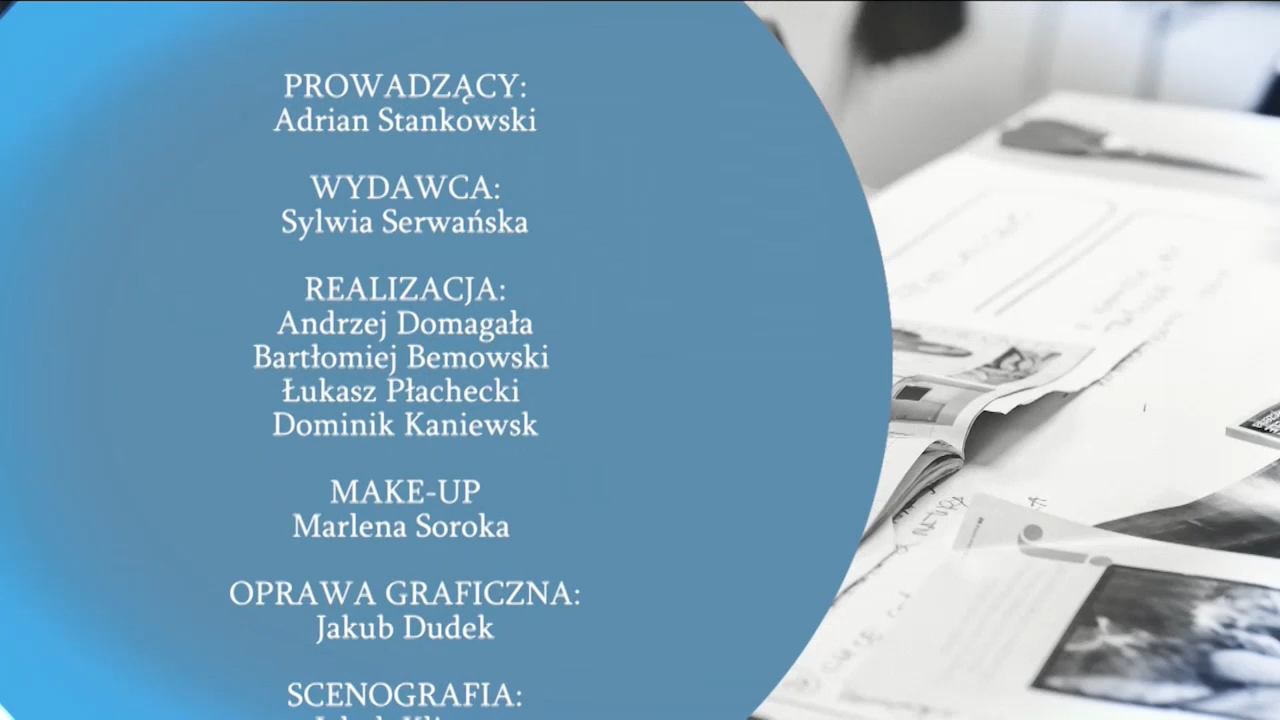 PROWADZĄCY:
Adrian Stankowski
WYDAWCA:
Sylwia Serwańska
REALIZACJA:
Andrzej Domagała
Bartłomiej Bemowski
Łukasz Płachecki
Dominik Kaniewsk
MAKE-UP
Marlena Soroka
OPRAWA GRAFICZNA:
Jakub Dudek
SCENOGRAFIA: